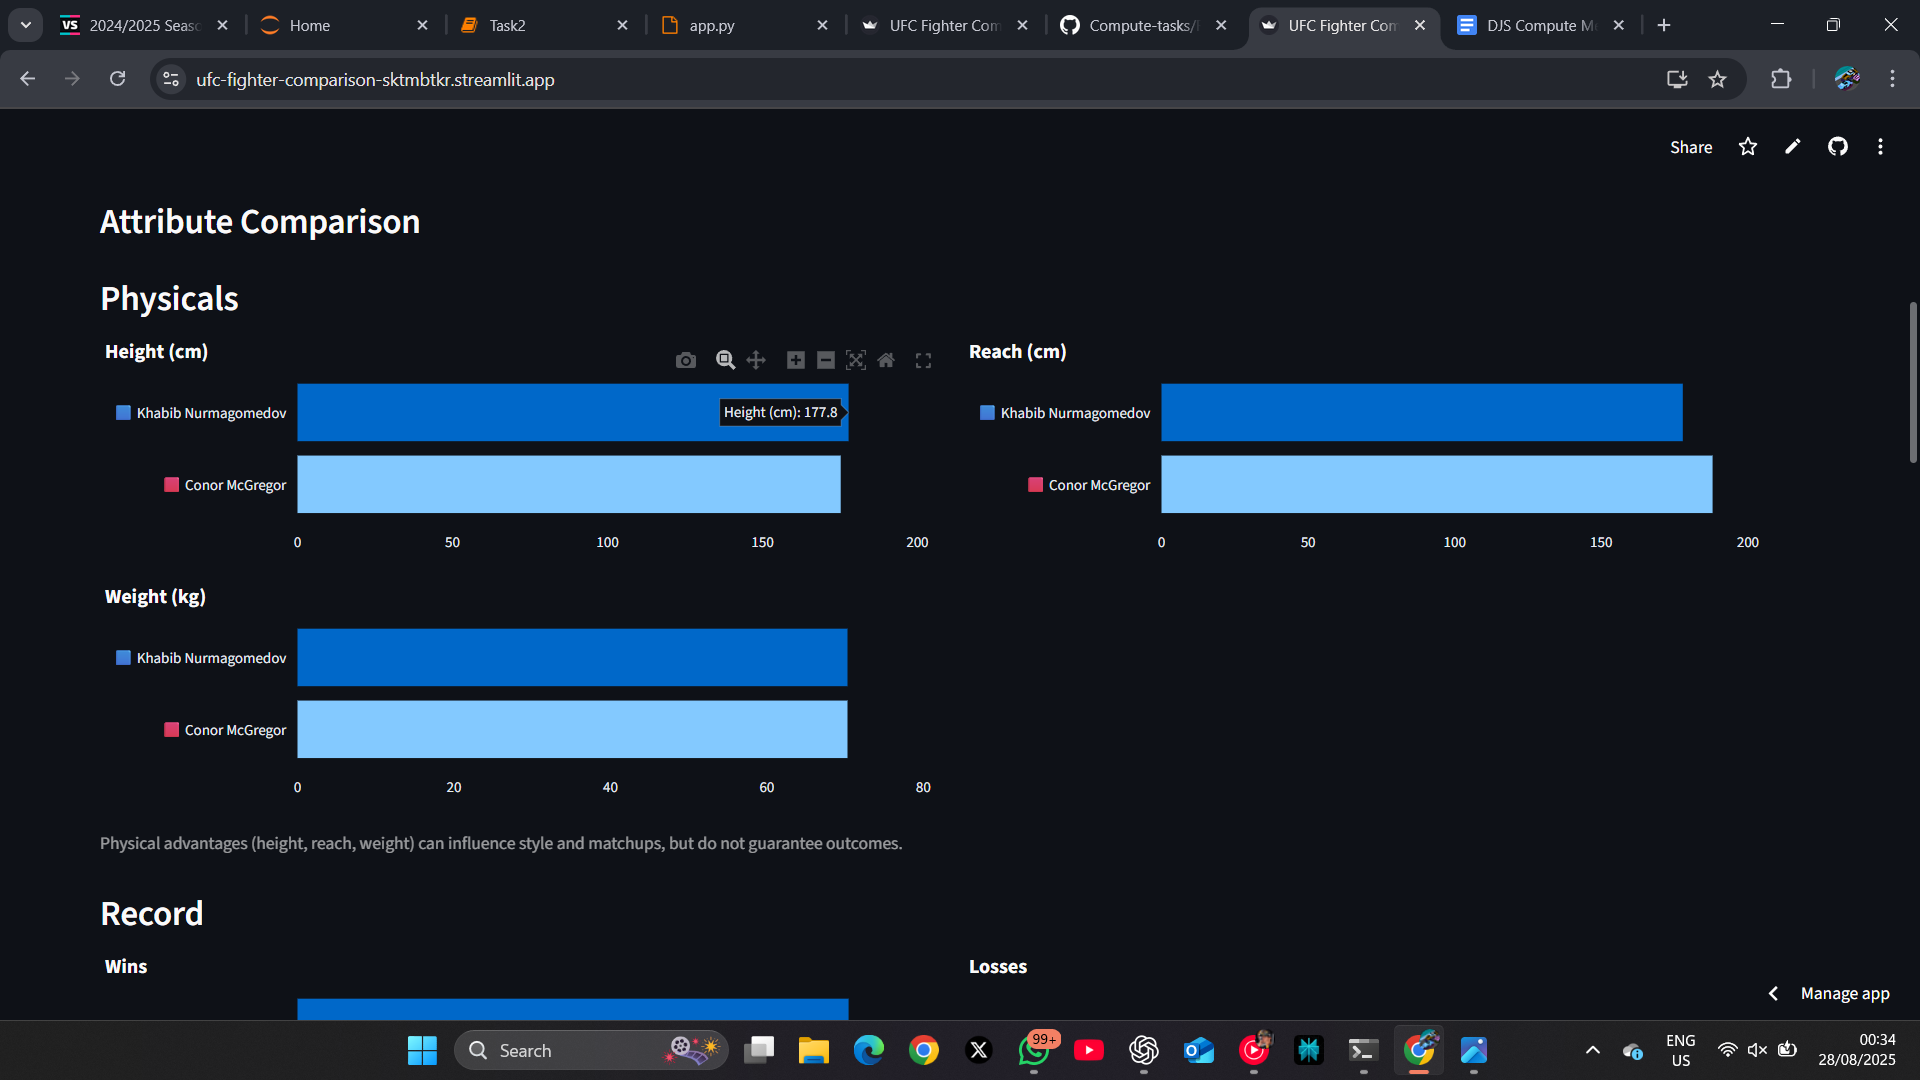 VS 2024/2025 Seaso
Home
Task2
app.py
UFC Fighter Com
Compute-tasks/
UFC Fighter Com
DJS Compute Me
ufc-fighter-comparison-sktmbtkr.streamlit.app
Share
Attribute Comparison
Physicals
Height (cm)
Khabib Nurmagomedov
Height (cm): 177.8
Conor McGregor
0 50 100 150 200
Reach (cm)
Khabib Nurmagomedov
Conor McGregor
0 50 100 150 200
Weight (kg)
Khabib Nurmagomedov
Conor McGregor
0 20 40 60 80
Physical advantages (height, reach, weight) can influence style and matchups, but do not guarantee outcomes.
Record
Wins
Losses
Manage app
Search
99+
ENG
US
00:34
28/08/2025